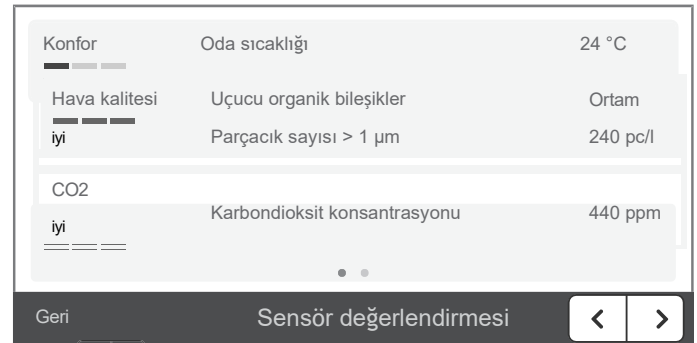 Konfor Oda sıcaklığı 24 °C
Hava kalitesi Uçucu organik bileşikler Ortam
iyi Parçacık sayısı > 1 μm 240 pc/l
CO2
iyi Karbondioksit konsantrasyonu 440 ppm
Geri Sensör değerlendirmesi